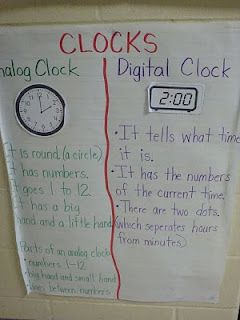 CLOCKS
nalog Clock
Digital Clock
2:00
It is round (a circle)
It has numbers.
It goes 1 to 12.
It has a big
hand and a little hand
Parts of an analog clock
• numbers 1-12
• big hand and small hand
lines between numbers
• It tells what time
it is.
• It has the numbers
of the current time.
• There are two dots.
(which seperates hours
from minutes)